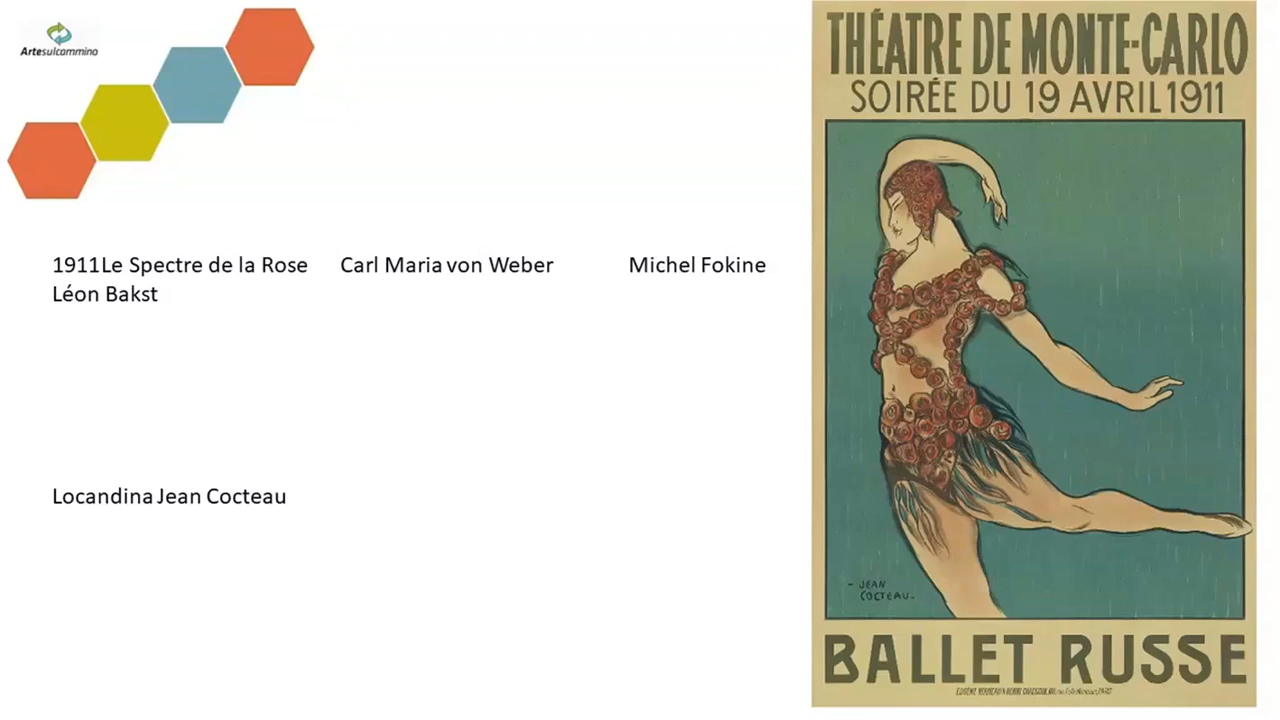 Artesulcammino
1911Le Spectre de la Rose Carl Maria von Weber Michel Fokine
Léon Bakst
Locandina Jean Cocteau
THÉATRE DE MONTE-CARLO
SOIRÉE DU 19 AVRIL 1911
- JEAN
COCTEAU-
BALLET RUSSE